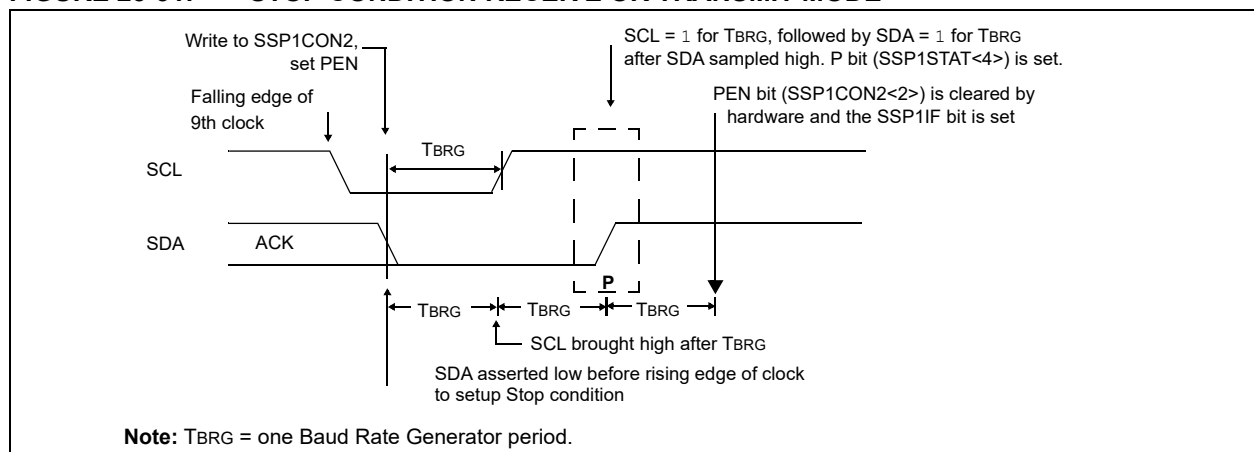 Write to SSP1CON2,
set PEN
SCL = 1 for TBRG, followed by SDA = 1 for TBRG
after SDA sampled high. P bit (SSP1STAT<4>) is set.
Falling edge of
9th clock
PEN bit (SSP1CON2<2>) is cleared by
hardware and the SSP1IF bit is set
TBRG
SCL
SDA
ACK
P
TBRG
TBRG
TBRG
SCL brought high after TBRG
SDA asserted low before rising edge of clock
to setup Stop condition
Note: TBRG = one Baud Rate Generator period.